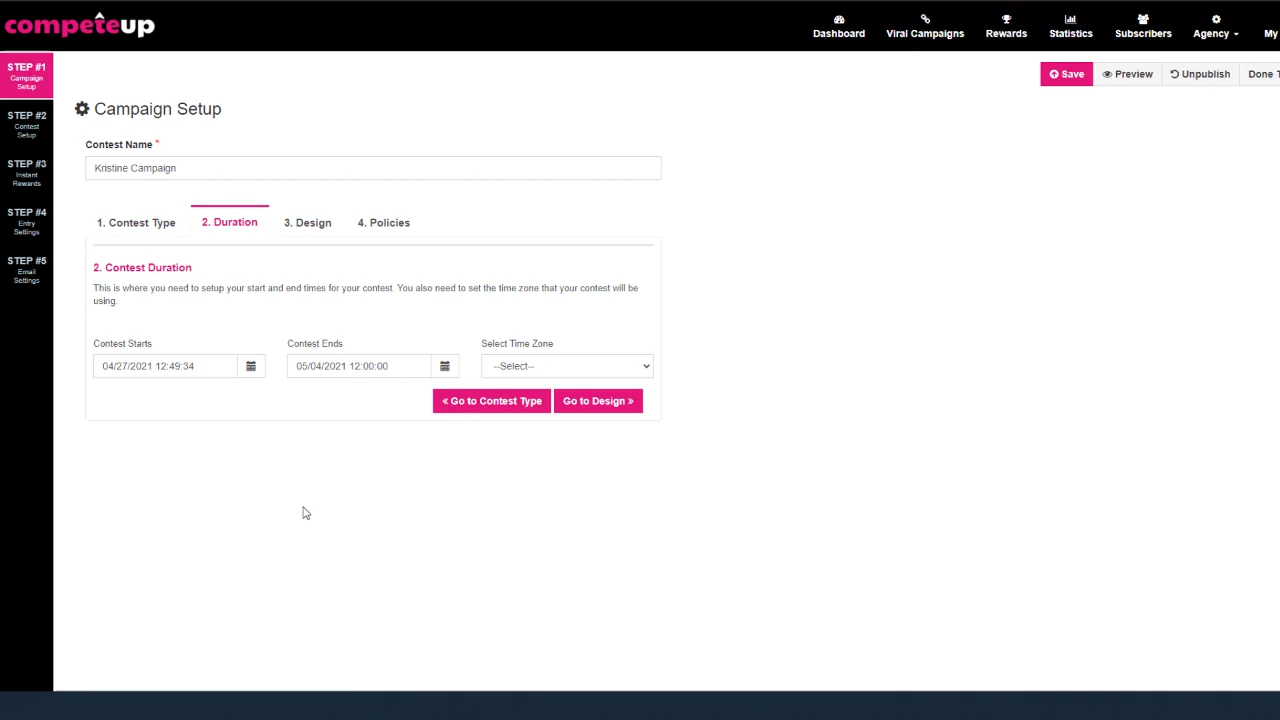 competeup
Dashboard
Viral Campaigns
Rewards
Statistics
Subscribers
Agency
My
STEP #1
Campaign
Setup
STEP #2
Contest
Setup
STEP #3
Instant
Rewards
STEP #4
Entry
Settings
STEP #5
Email
Settings
Save
Preview
Unpublish
Done T
Campaign Setup
Contest Name *
Kristine Campaign
1. Contest Type
2. Duration
3. Design
4. Policies
2. Contest Duration
This is where you need to setup your start and end times for your contest. You also need to set the time zone that your contest will be
using.
Contest Starts
Contest Ends
Select Time Zone
04/27/2021 12:49:34
05/04/2021 12:00:00
--Select--
« Go to Contest Type
Go to Design »